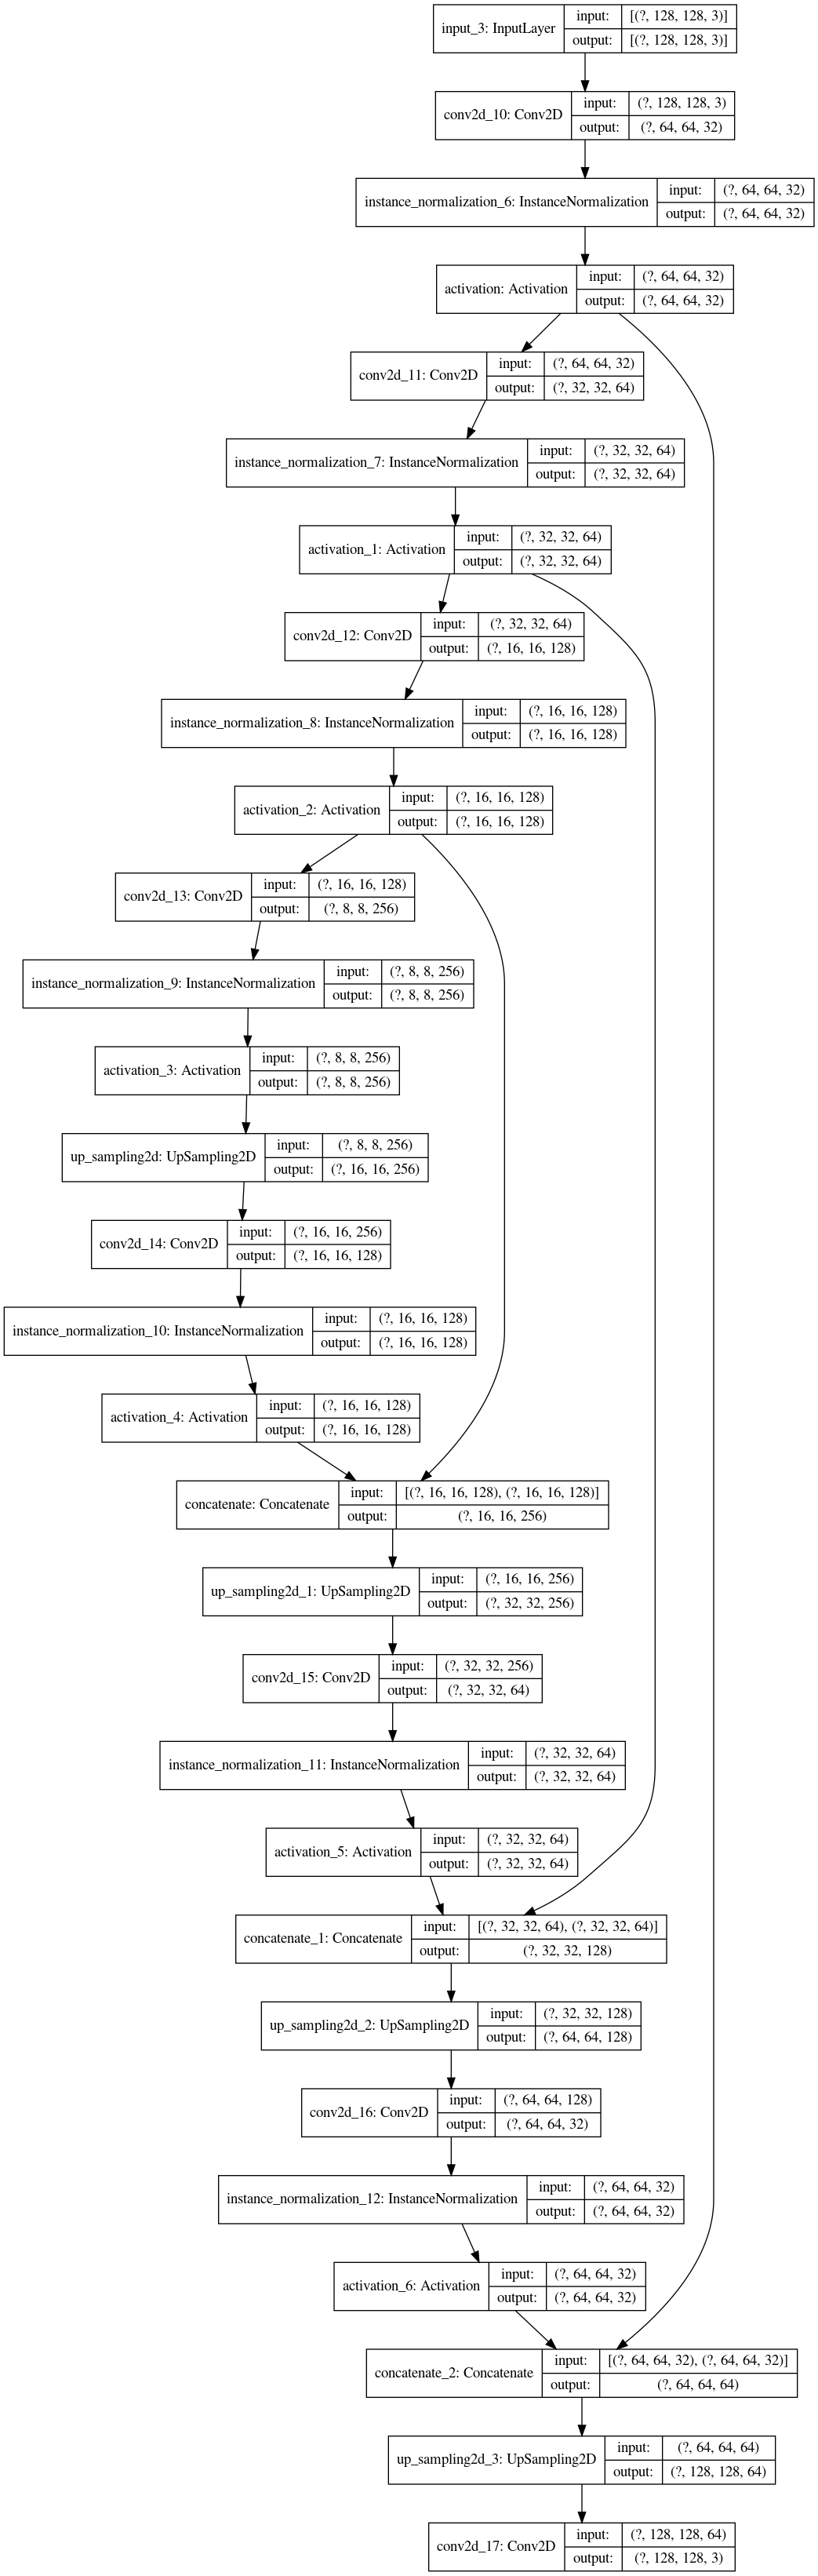 input_3: InputLayer
input: [(?, 128, 128, 3)]
output: [(?, 128, 128, 3)]
conv2d_10: Conv2D
input: (?, 128, 128, 3)
output: (?, 64, 64, 32)
instance_normalization_6: InstanceNormalization
input: (?, 64, 64, 32)
output: (?, 64, 64, 32)
activation: Activation
input: (?, 64, 64, 32)
output: (?, 64, 64, 32)
conv2d_11: Conv2D
input: (?, 64, 64, 32)
output: (?, 32, 32, 64)
instance_normalization_7: InstanceNormalization
input: (?, 32, 32, 64)
output: (?, 32, 32, 64)
activation_1: Activation
input: (?, 32, 32, 64)
output: (?, 32, 32, 64)
conv2d_12: Conv2D
input: (?, 32, 32, 64)
output: (?, 16, 16, 128)
instance_normalization_8: InstanceNormalization
input: (?, 16, 16, 128)
output: (?, 16, 16, 128)
activation_2: Activation
input: (?, 16, 16, 128)
output: (?, 16, 16, 128)
conv2d_13: Conv2D
input: (?, 16, 16, 128)
output: (?, 8, 8, 256)
instance_normalization_9: InstanceNormalization
input: (?, 8, 8, 256)
output: (?, 8, 8, 256)
activation_3: Activation
input: (?, 8, 8, 256)
output: (?, 8, 8, 256)
up_sampling2d: UpSampling2D
input: (?, 8, 8, 256)
output: (?, 16, 16, 256)
conv2d_14: Conv2D
input: (?, 16, 16, 256)
output: (?, 16, 16, 128)
instance_normalization_10: InstanceNormalization
input: (?, 16, 16, 128)
output: (?, 16, 16, 128)
activation_4: Activation
input: (?, 16, 16, 128)
output: (?, 16, 16, 128)
concatenate: Concatenate
input: [(?, 16, 16, 128), (?, 16, 16, 128)]
output: (?, 16, 16, 256)
up_sampling2d_1: UpSampling2D
input: (?, 16, 16, 256)
output: (?, 32, 32, 256)
conv2d_15: Conv2D
input: (?, 32, 32, 256)
output: (?, 32, 32, 64)
instance_normalization_11: InstanceNormalization
input: (?, 32, 32, 64)
output: (?, 32, 32, 64)
activation_5: Activation
input: (?, 32, 32, 64)
output: (?, 32, 32, 64)
concatenate_1: Concatenate
input: [(?, 32, 32, 64), (?, 32, 32, 64)]
output: (?, 32, 32, 128)
up_sampling2d_2: UpSampling2D
input: (?, 32, 32, 128)
output: (?, 64, 64, 128)
conv2d_16: Conv2D
input: (?, 64, 64, 128)
output: (?, 64, 64, 32)
instance_normalization_12: InstanceNormalization
input: (?, 64, 64, 32)
output: (?, 64, 64, 32)
activation_6: Activation
input: (?, 64, 64, 32)
output: (?, 64, 64, 32)
concatenate_2: Concatenate
input: [(?, 64, 64, 32), (?, 64, 64, 32)]
output: (?, 64, 64, 64)
up_sampling2d_3: UpSampling2D
input: (?, 64, 64, 64)
output: (?, 128, 128, 64)
conv2d_17: Conv2D
input: (?, 128, 128, 64)
output: (?, 128, 128, 3)